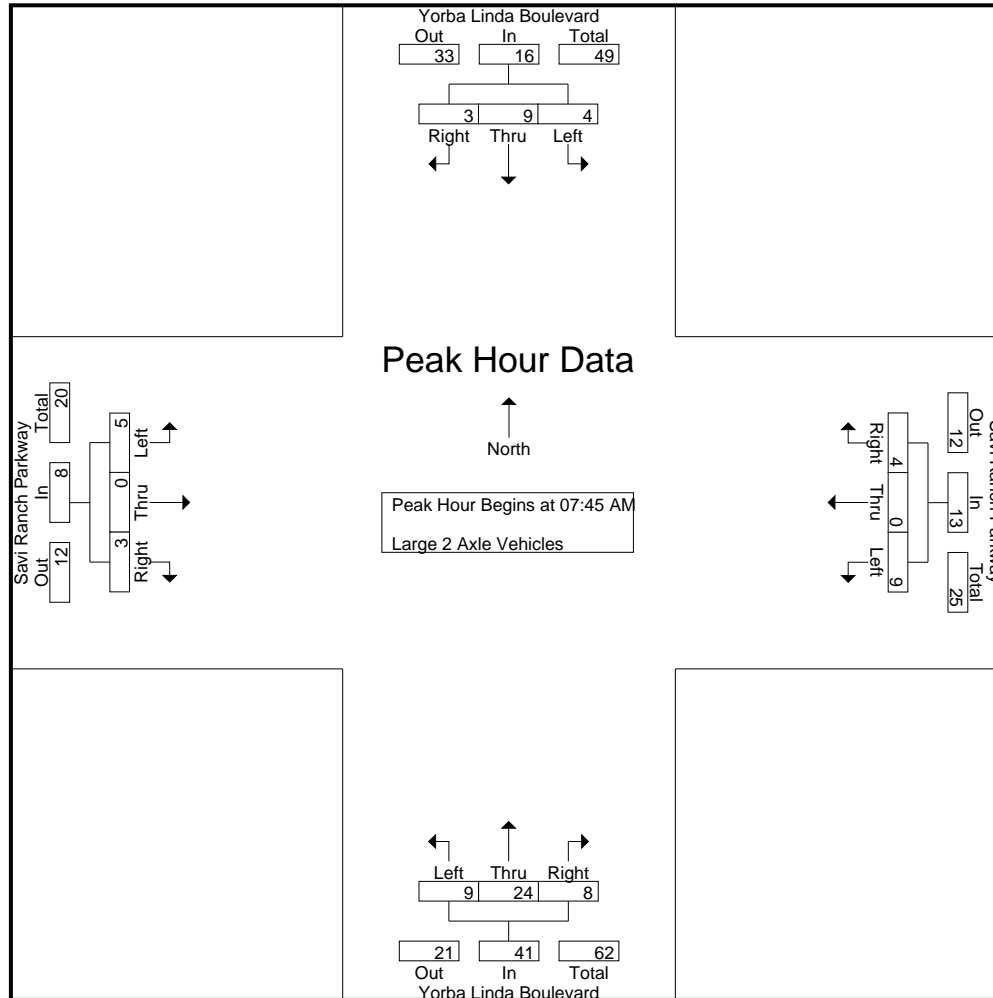 Yorba Linda Boulevard
Out In Total
33 16 49
3 9 4
Right Thru Left
Peak Hour Data
North
Peak Hour Begins at 07:45 AM
Large 2 Axle Vehicles
Savi Ranch Parkway
Total In Out
20 8 12
5 0 3
Left Thru Right
Right Thru Left
4 0 9
12 13 25
Out In Total
Savi Ranch Parkway
Left Thru Right
9 24 8
21 41 62
Out In Total
Yorba Linda Boulevard